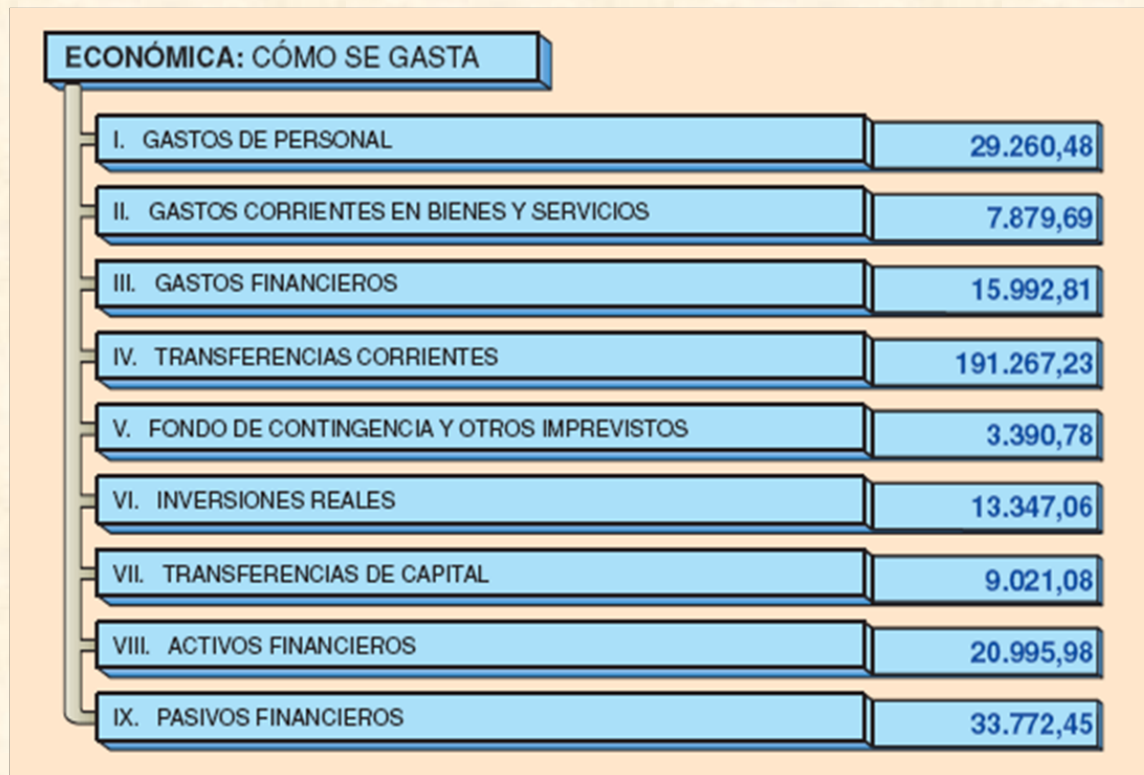 ECONÓMICA: CÓMO SE GASTA
I. GASTOS DE PERSONAL 29.260,48
II. GASTOS CORRIENTES EN BIENES Y SERVICIOS 7.879,69
III. GASTOS FINANCIEROS 15.992,81
IV. TRANSFERENCIAS CORRIENTES 191.267,23
V. FONDO DE CONTINGENCIA Y OTROS IMPREVISTOS 3.390,78
VI. INVERSIONES REALES 13.347,06
VII. TRANSFERENCIAS DE CAPITAL 9.021,08
VIII. ACTIVOS FINANCIEROS 20.995,98
IX. PASIVOS FINANCIEROS 33.772,45